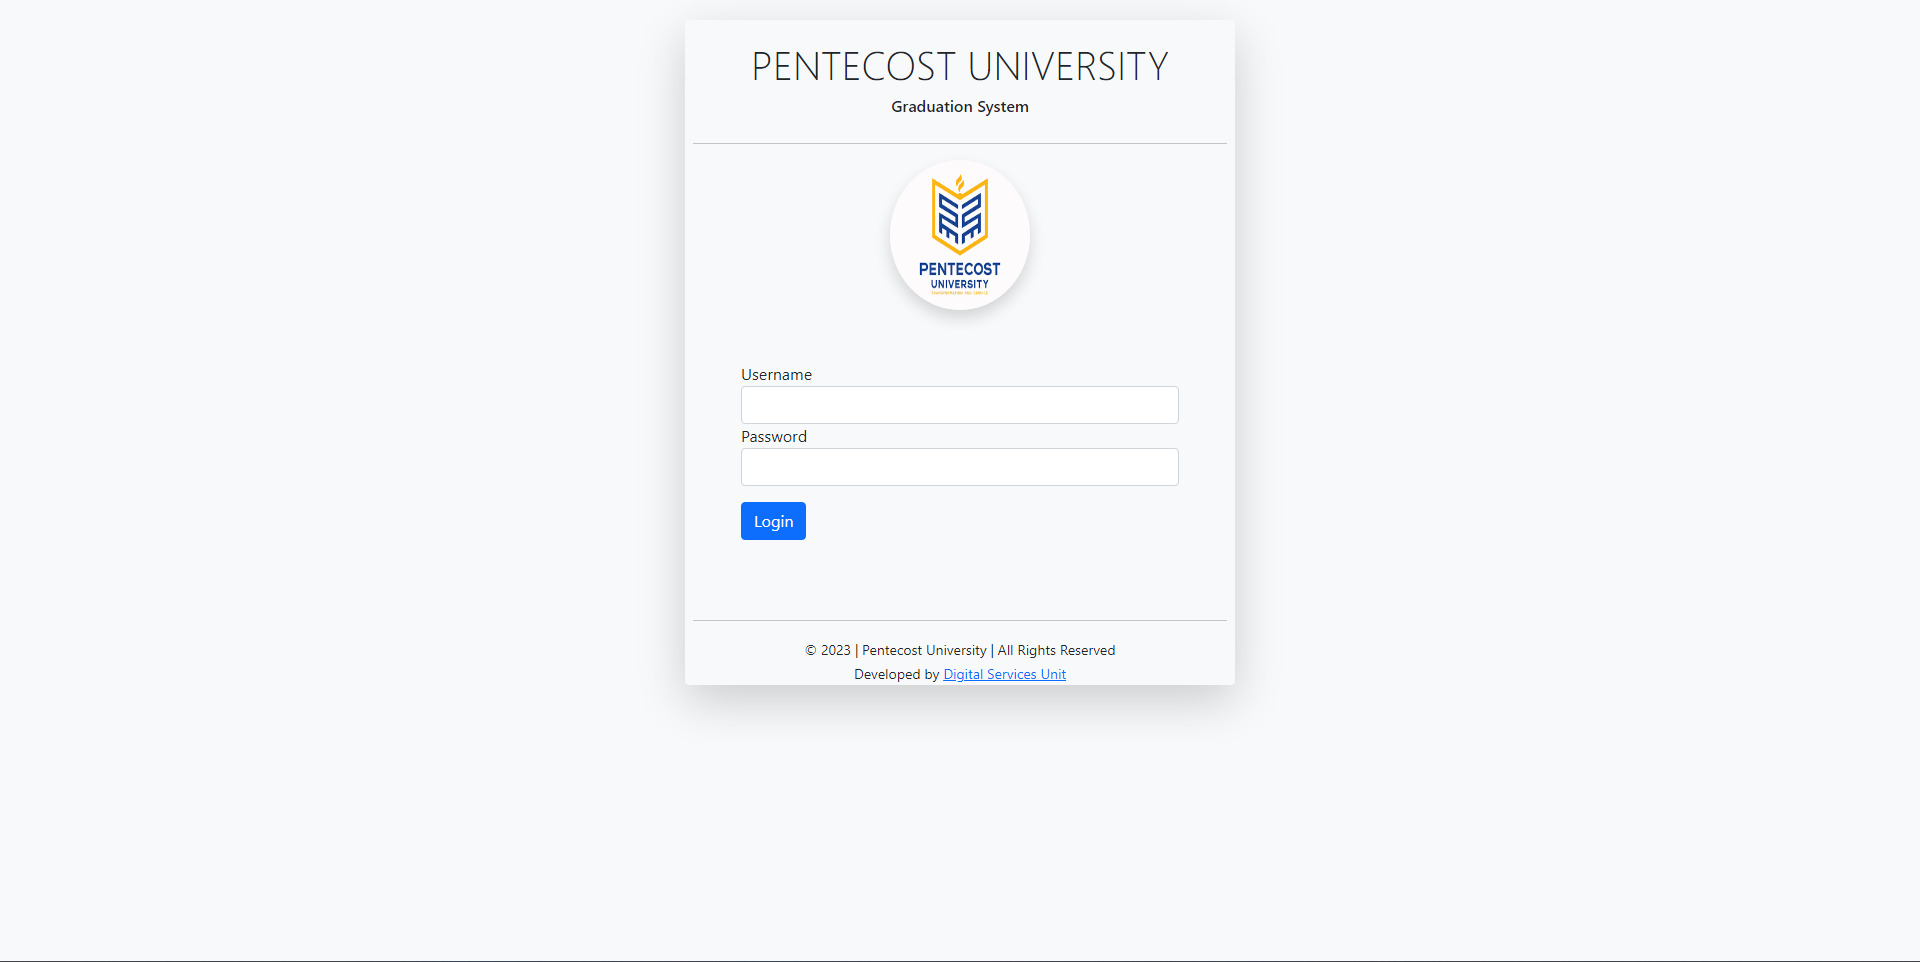 PENTECOST UNIVERSITY
Graduation System
PENTECOST
UNIVERSITY
Username
Password
Login
© 2023 | Pentecost University | All Rights Reserved
Developed by Digital Services Unit